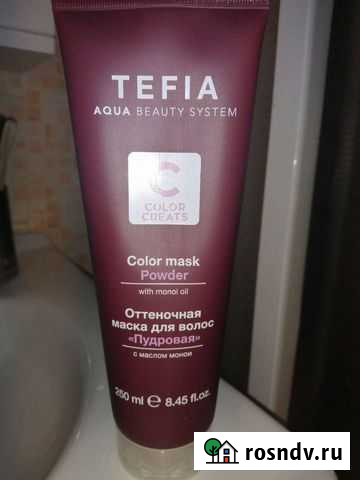 TEFIA
AQUA BEAUTY SYSTEM
C
COLOR
CREATS
Color mask
Powder
with monoi oil
Оттеночная
маска для волос
«Пудровая»
с маслом монои
250 ml ℮ 8.45 fl.oz.
rosndv.ru